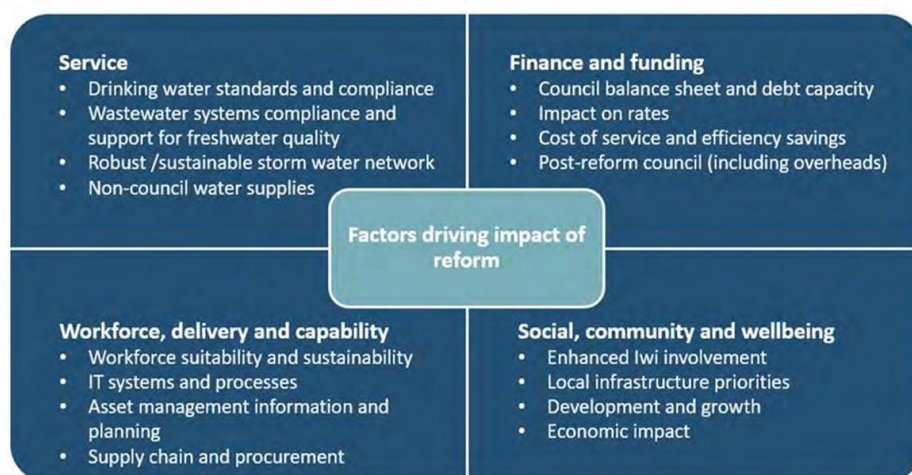 Service
• Drinking water standards and compliance
• Wastewater systems compliance and
support for freshwater quality
• Robust /sustainable storm water network
• Non-council water supplies
Finance and funding
• Council balance sheet and debt capacity
• Impact on rates
• Cost of service and efficiency savings
• Post-reform council (including overheads)
Factors driving impact of
reform
Workforce, delivery and capability
• Workforce suitability and sustainability
• IT systems and processes
• Asset management information and
planning
• Supply chain and procurement
Social, community and wellbeing
• Enhanced Iwi involvement
• Local infrastructure priorities
• Development and growth
• Economic impact